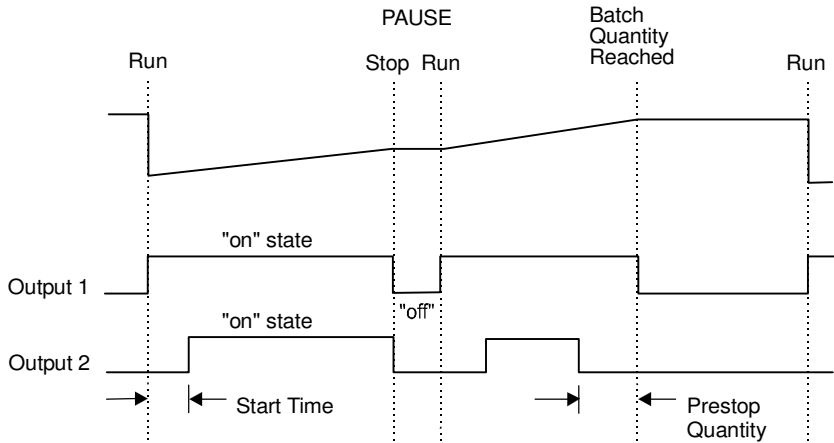 PAUSE
Batch
Quantity
Reached
Run
Stop
Run
Run
"on" state
Output 1
"off"
"on" state
Output 2
Start Time
Prestop
Quantity